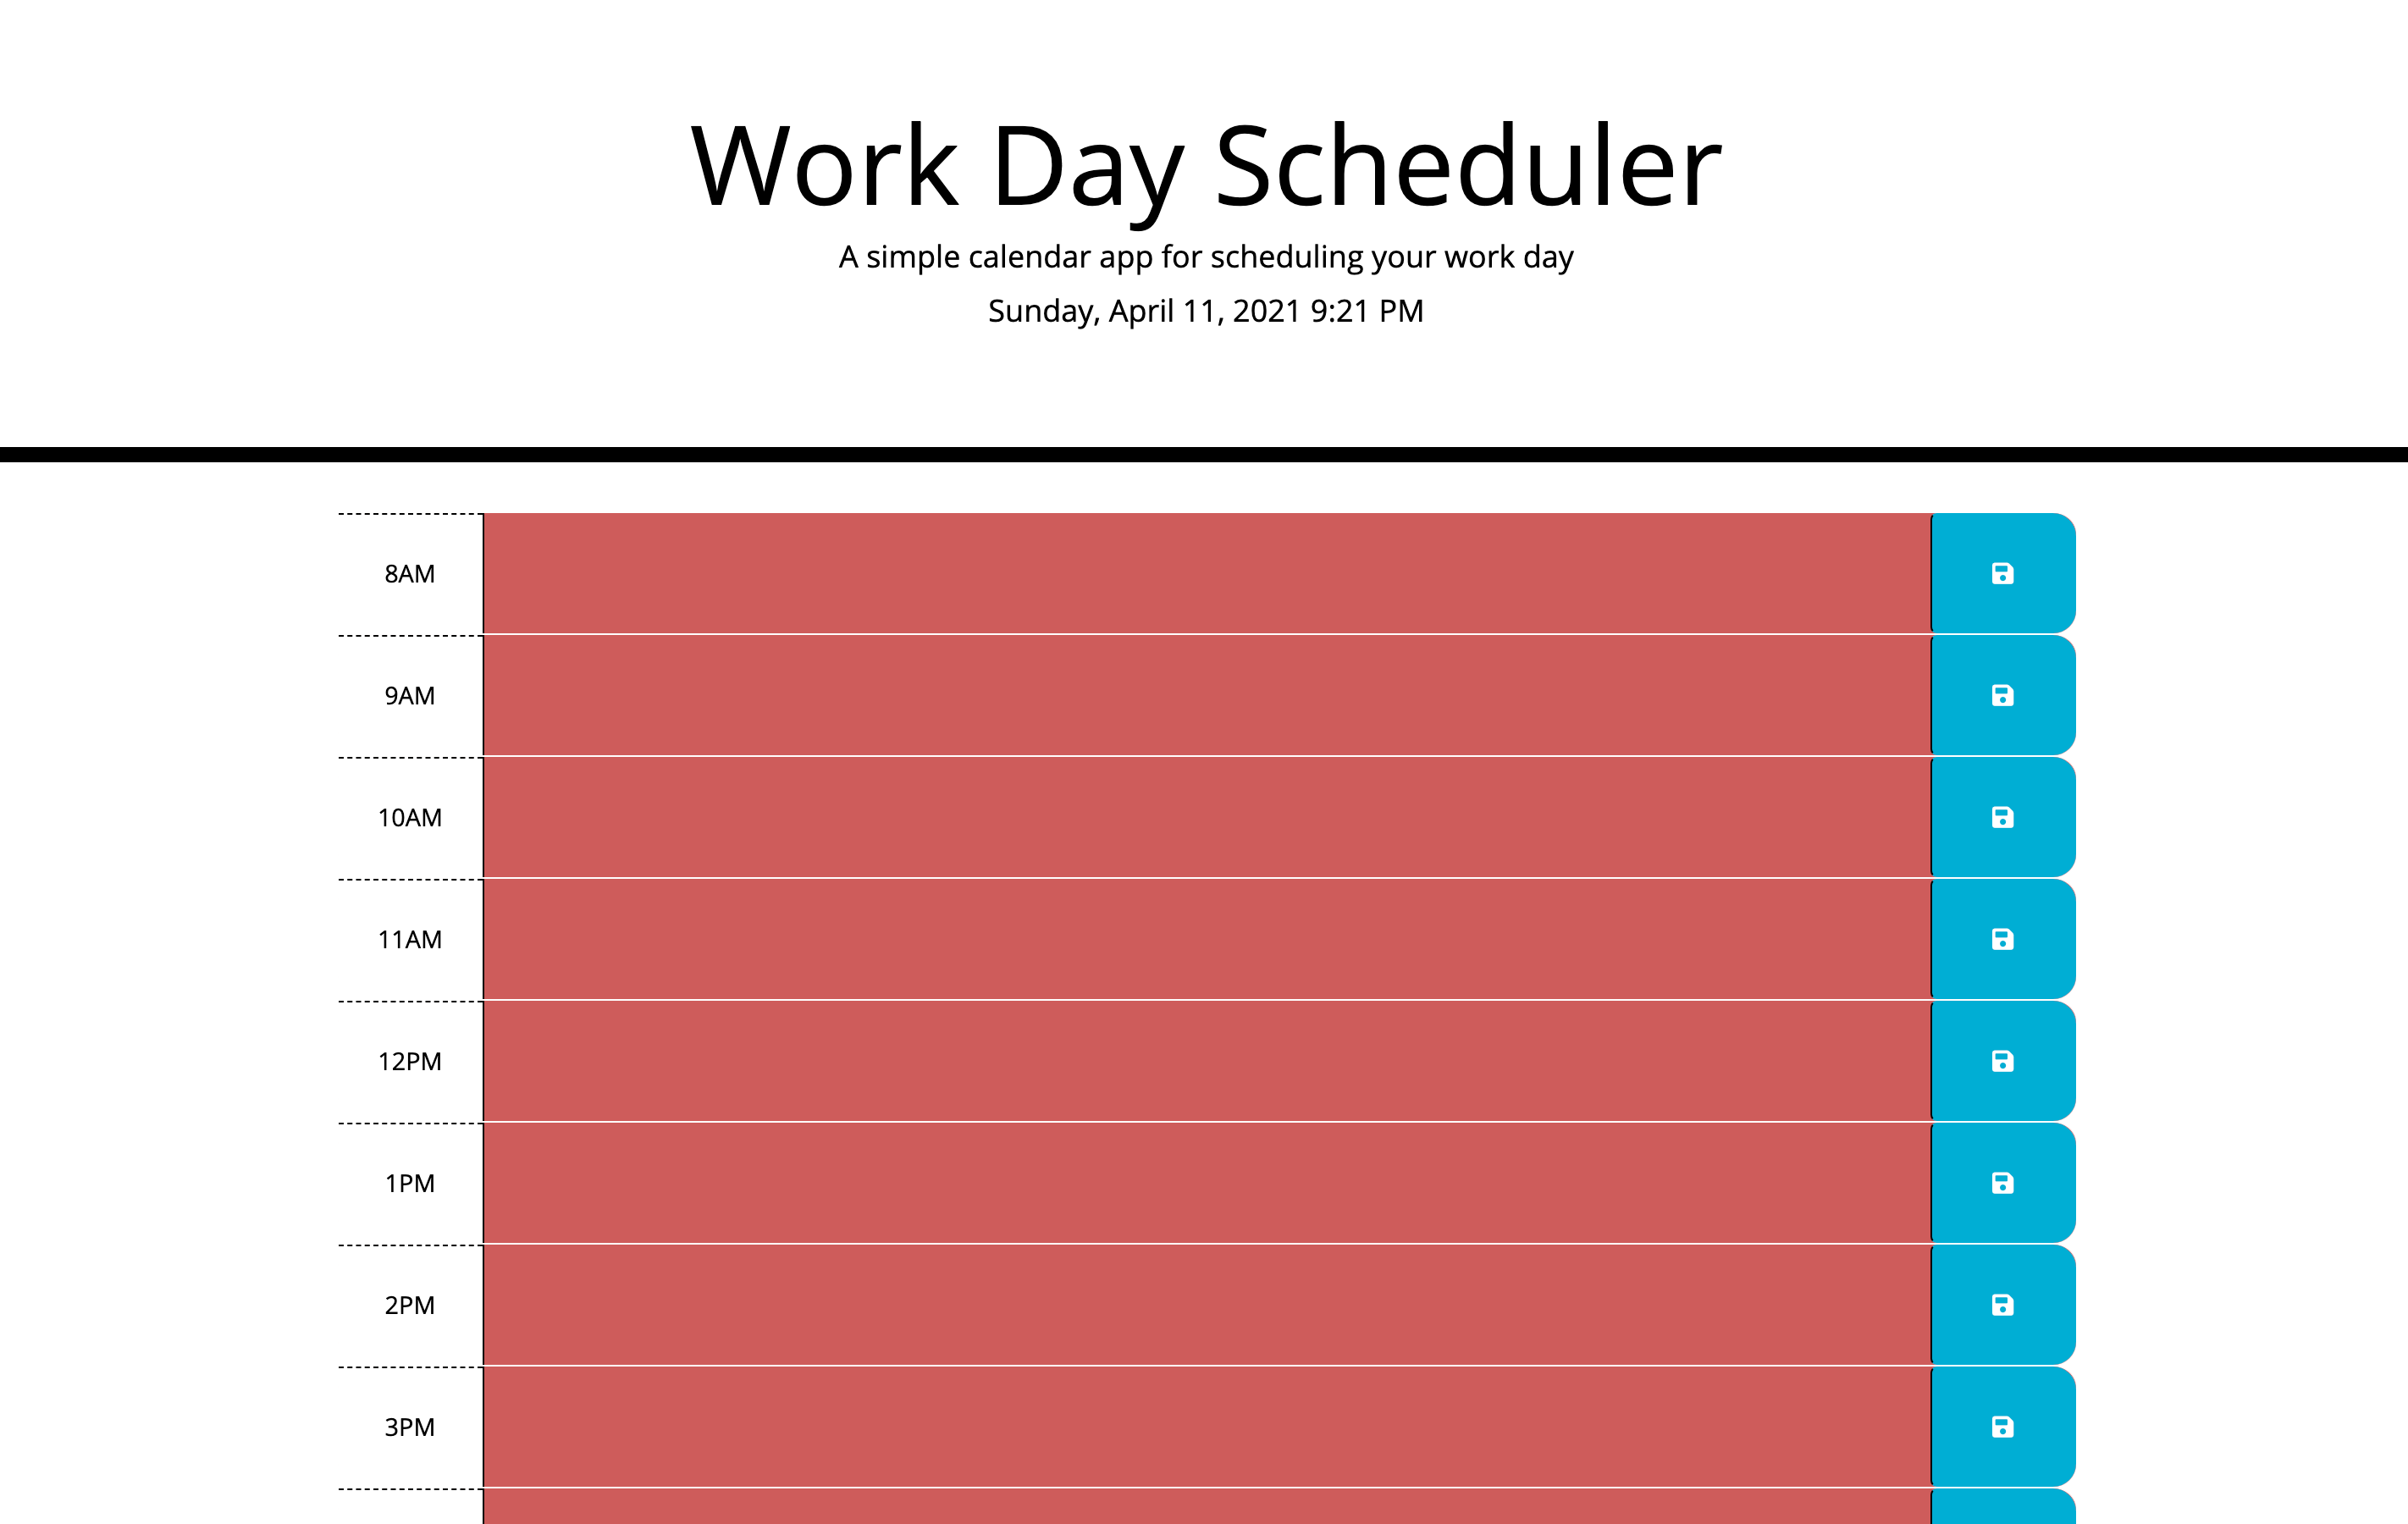 Work Day Scheduler
A simple calendar app for scheduling your work day
Sunday, April 11, 2021 9:21 PM
8AM
9AM
10AM
11AM
12PM
1PM
2PM
3PM